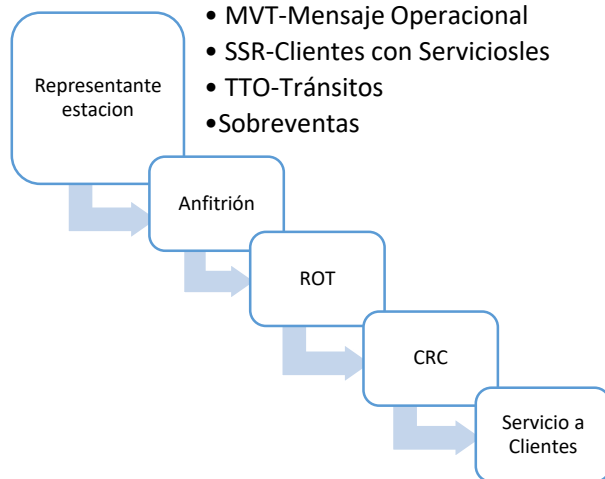 • MVT-Mensaje Operacional
• SSR-Clientes con Serviciosles
• TTO-Tránsitos
•Sobreventas
Representante
estacion
Anfitrión
ROT
CRC
Servicio a
Clientes